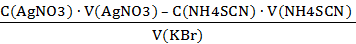 C(AgNO3) · V(AgNO3) – C(NH4SCN) · V(NH4SCN)
V(KBr)